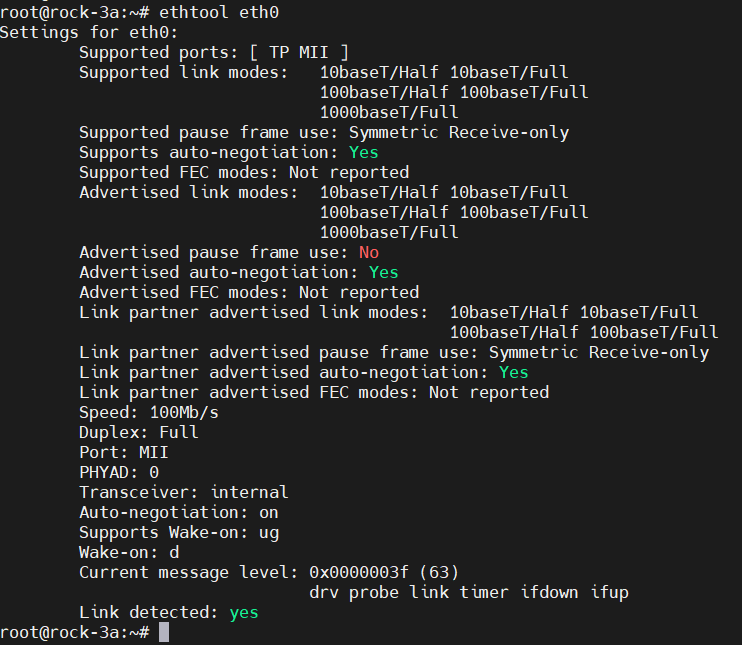 root@rock-3a:~# ethtool eth0
Settings for eth0:
        Supported ports: [ TP MII ]
        Supported link modes:   10baseT/Half 10baseT/Full
                                100baseT/Half 100baseT/Full
                                1000baseT/Full
        Supported pause frame use: Symmetric Receive-only
        Supports auto-negotiation: Yes
        Supported FEC modes: Not reported
        Advertised link modes:  10baseT/Half 10baseT/Full
                                100baseT/Half 100baseT/Full
                                1000baseT/Full
        Advertised pause frame use: No
        Advertised auto-negotiation: Yes
        Advertised FEC modes: Not reported
        Link partner advertised link modes:  10baseT/Half 10baseT/Full
                                             100baseT/Half 100baseT/Full
        Link partner advertised pause frame use: Symmetric Receive-only
        Link partner advertised auto-negotiation: Yes
        Link partner advertised FEC modes: Not reported
        Speed: 100Mb/s
        Duplex: Full
        Port: MII
        PHYAD: 0
        Transceiver: internal
        Auto-negotiation: on
        Supports Wake-on: ug
        Wake-on: d
        Current message level: 0x0000003f (63)
                               drv probe link timer ifdown ifup
        Link detected: yes
root@rock-3a:~#